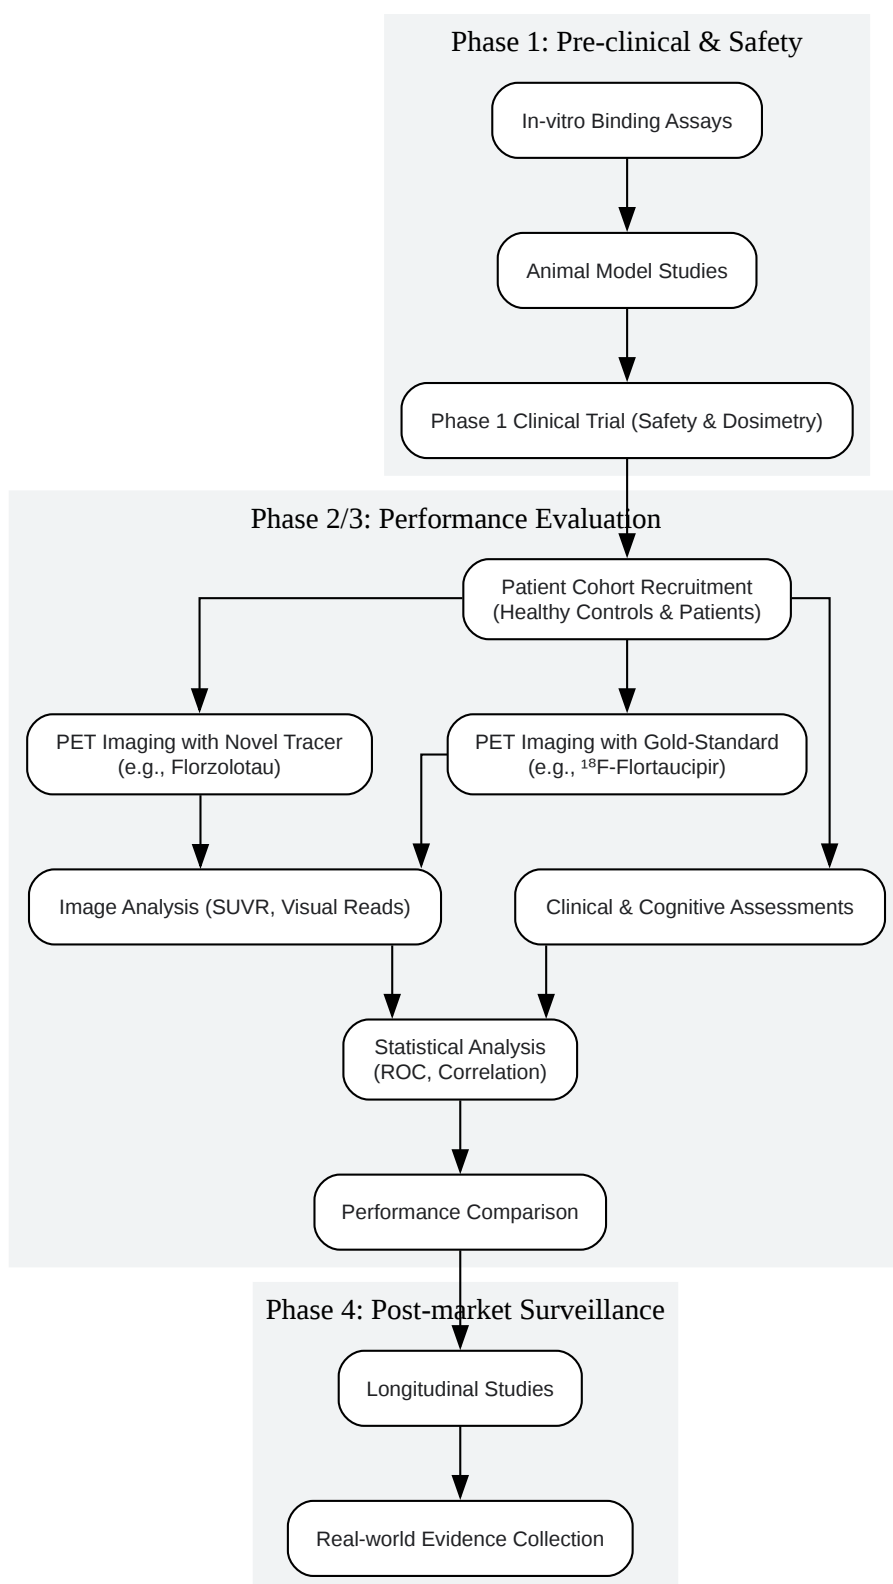 Phase 1: Pre-clinical & Safety
In-vitro Binding Assays
Animal Model Studies
Phase 1 Clinical Trial (Safety & Dosimetry)
Phase 2/3: Performance Evaluation
Patient Cohort Recruitment
(Healthy Controls & Patients)
PET Imaging with Novel Tracer
(e.g., Florzolotau)
PET Imaging with Gold-Standard
(e.g., ¹⁸F-Flortaucipir)
Image Analysis (SUVR, Visual Reads)
Clinical & Cognitive Assessments
Statistical Analysis
(ROC, Correlation)
Performance Comparison
Phase 4: Post-market Surveillance
Longitudinal Studies
Real-world Evidence Collection